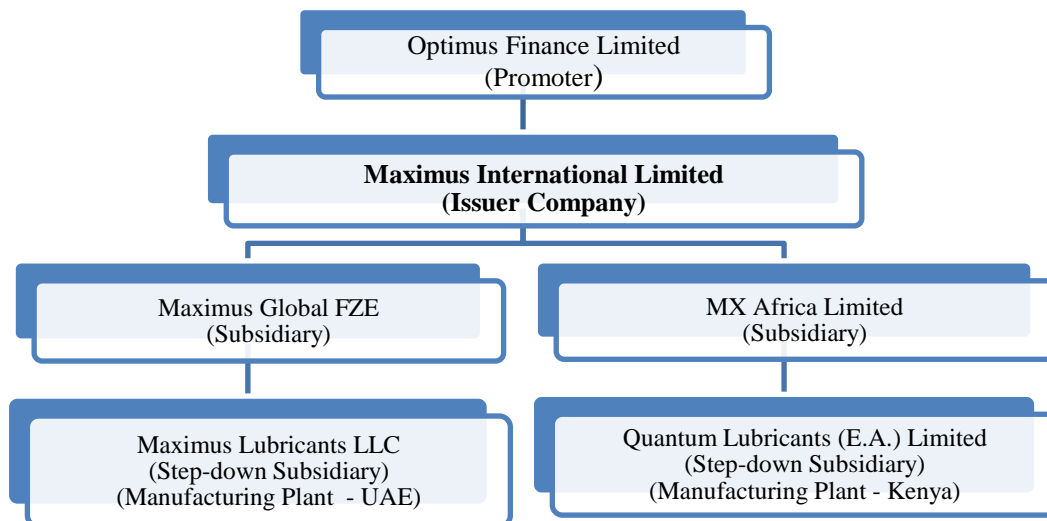 Optimus Finance Limited
(Promoter)
Maximus International Limited
(Issuer Company)
Maximus Global FZE
(Subsidiary)
MX Africa Limited
(Subsidiary)
Maximus Lubricants LLC
(Step-down Subsidiary)
(Manufacturing Plant - UAE)
Quantum Lubricants (E.A.) Limited
(Step-down Subsidiary)
(Manufacturing Plant - Kenya)